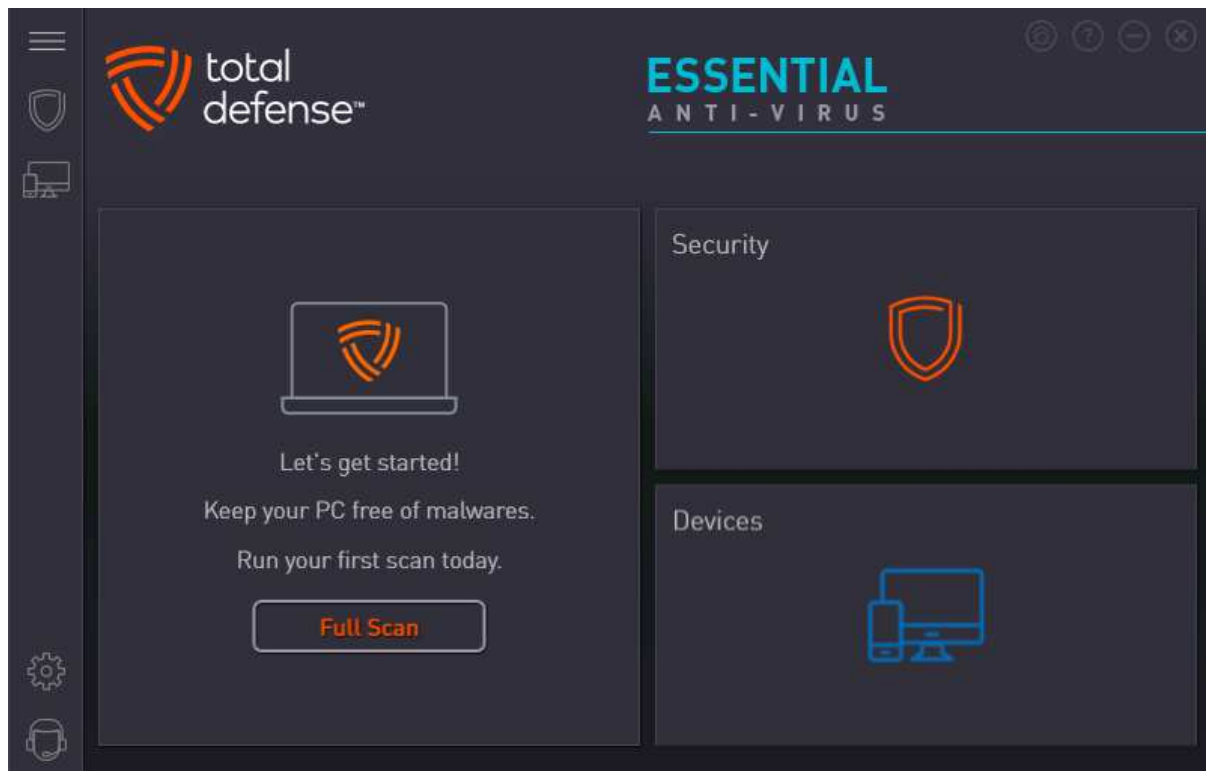 total
defense™
ESSENTIAL
ANTI-VIRUS
?
Let's get started!
Keep your PC free of malwares.
Run your first scan today.
Full Scan
Security
Devices